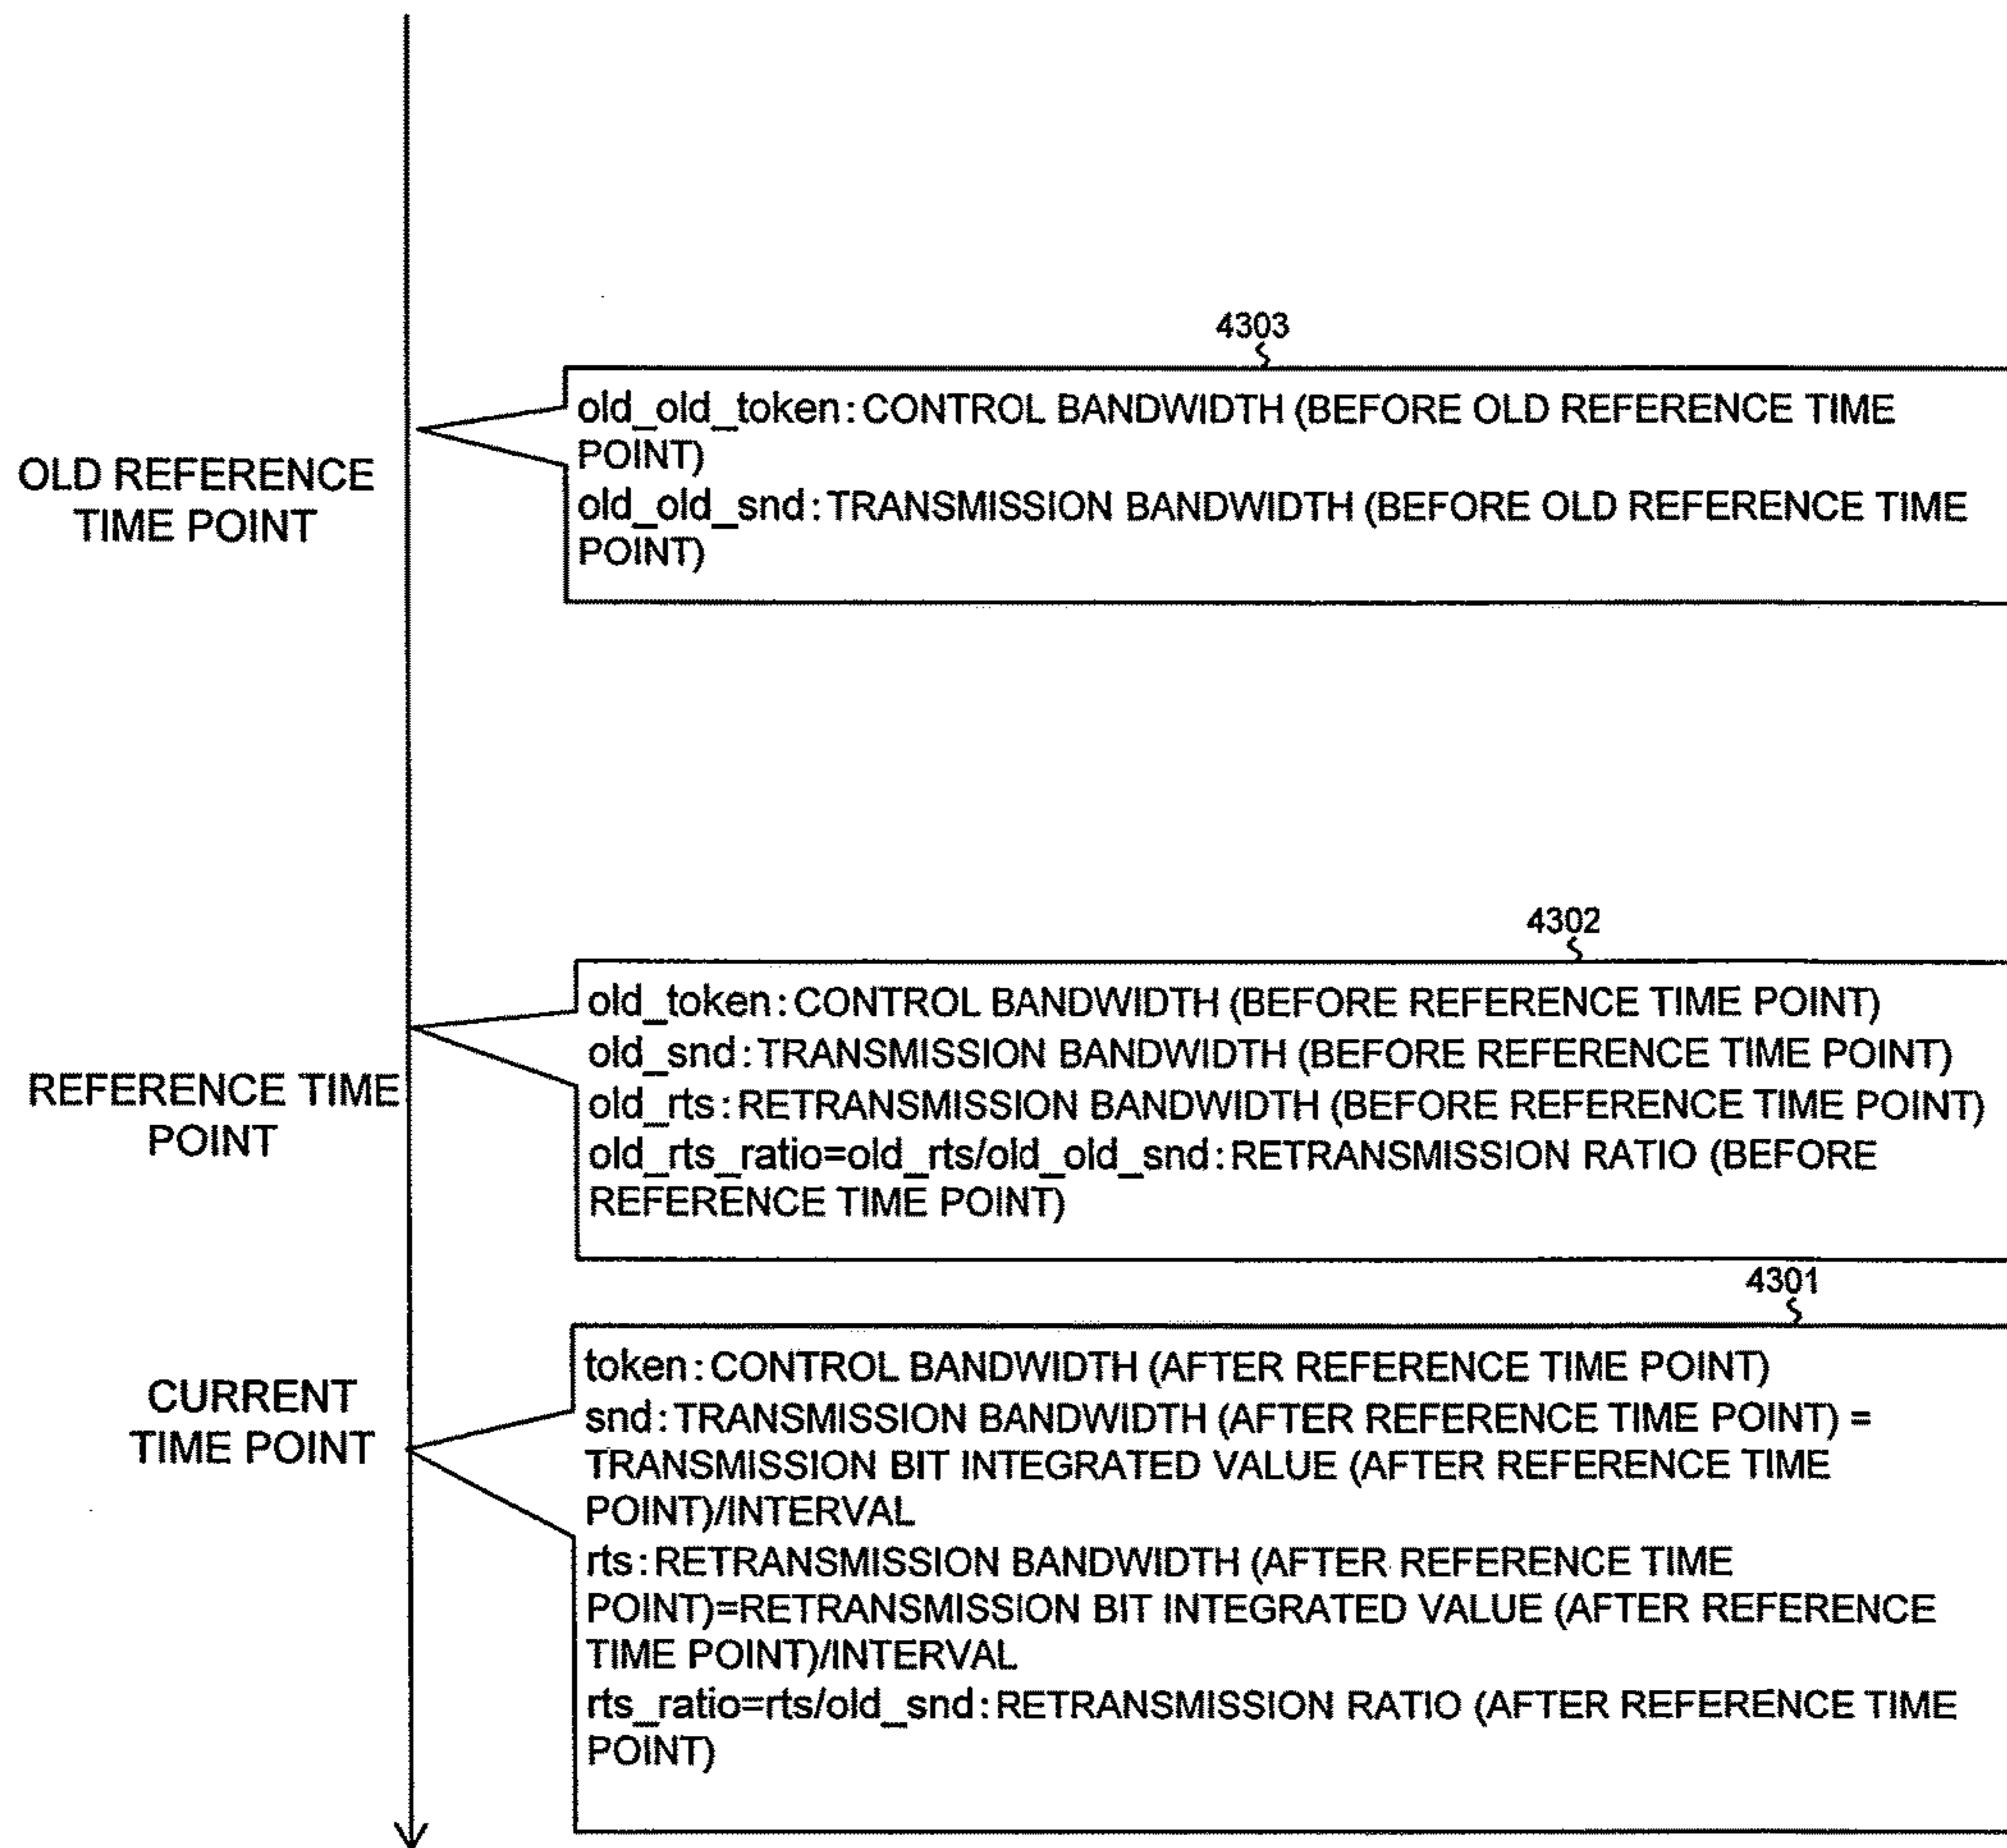 4303
old_old_token:CONTROL BANDWIDTH (BEFORE OLD REFERENCE TIME
POINT)
old_old_snd:TRANSMISSION BANDWIDTH (BEFORE OLD REFERENCE TIME
POINT)
OLD REFERENCE
TIME POINT
4302
old_token:CONTROL BANDWIDTH (BEFORE REFERENCE TIME POINT)
old_snd:TRANSMISSION BANDWIDTH (BEFORE REFERENCE TIME POINT)
old_rts:RETRANSMISSION BANDWIDTH (BEFORE REFERENCE TIME POINT)
old_rts_ratio=old_rts/old_old_snd:RETRANSMISSION RATIO (BEFORE
REFERENCE TIME POINT)
REFERENCE TIME
POINT
4301
token:CONTROL BANDWIDTH (AFTER REFERENCE TIME POINT)
snd:TRANSMISSION BANDWIDTH (AFTER REFERENCE TIME POINT) =
TRANSMISSION BIT INTEGRATED VALUE (AFTER REFERENCE TIME
POINT)/INTERVAL
rts:RETRANSMISSION BANDWIDTH (AFTER REFERENCE TIME
POINT)=RETRANSMISSION BIT INTEGRATED VALUE (AFTER REFERENCE
TIME POINT)/INTERVAL
rts_ratio=rts/old_snd:RETRANSMISSION RATIO (AFTER REFERENCE TIME
POINT)
CURRENT
TIME POINT